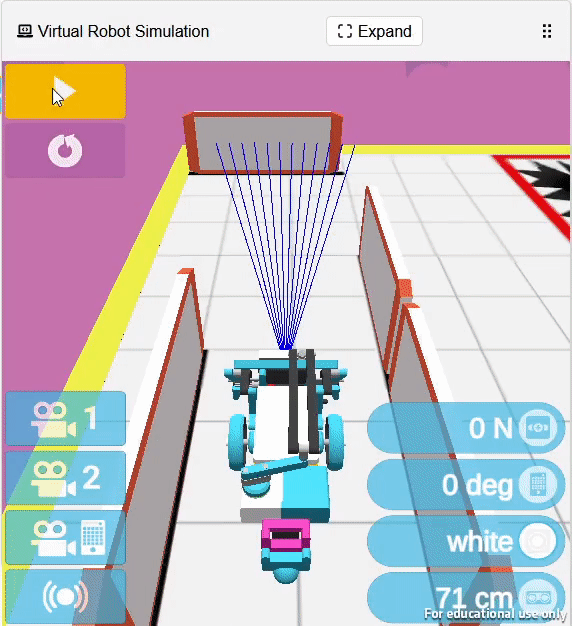 Virtual Robot Simulation
Expand
1
2
0 N
0 deg
white
71 cm
For educational use only